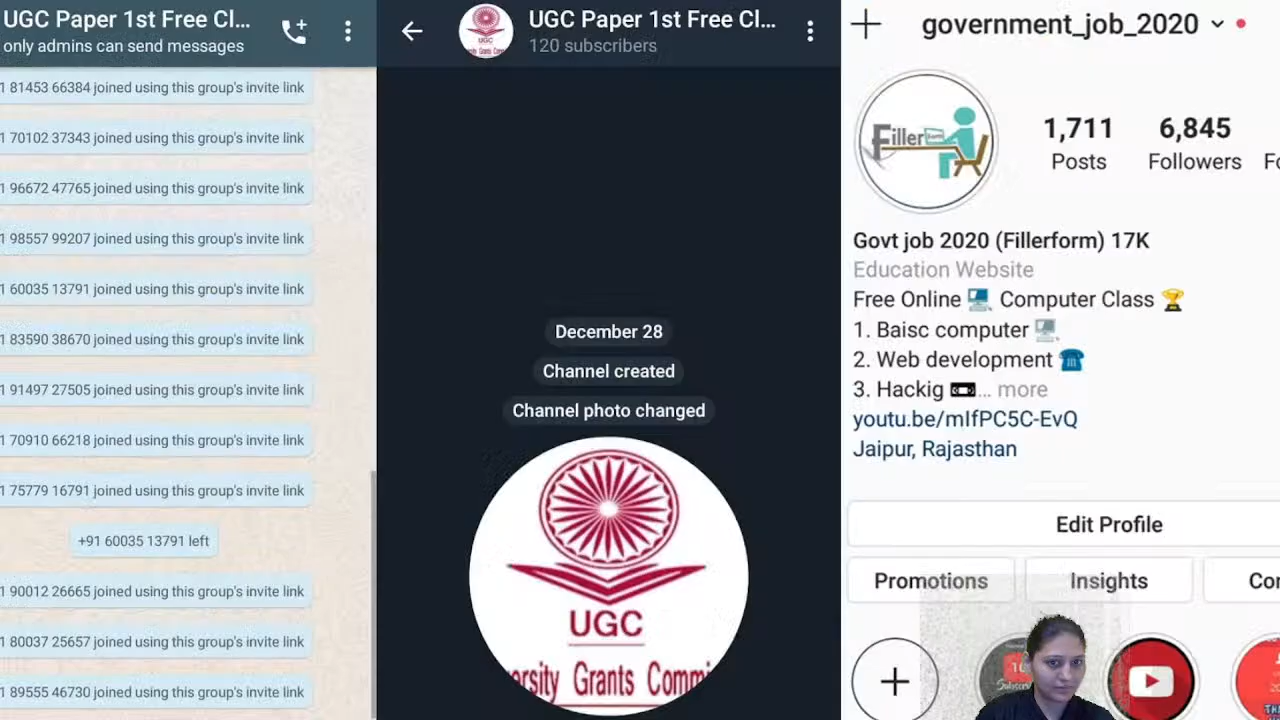 UGC Paper 1st Free Cl...
only admins can send messages
1 81453 66384 joined using this group's invite link
1 70102 37343 joined using this group's invite link
1 96672 47765 joined using this group's invite link
1 98557 99207 joined using this group's invite link
1 60035 13791 joined using this group's invite link
1 83590 38670 joined using this group's invite link
1 91497 27505 joined using this group's invite link
1 70910 66218 joined using this group's invite link
1 75779 16791 joined using this group's invite link
+91 60035 13791 left
1 90012 26665 joined using this group's invite link
1 80037 25657 joined using this group's invite link
1 89555 46730 joined using this group's invite link
UGC
UGC Paper 1st Free Cl...
120 subscribers
December 28
Channel created
Channel photo changed
UGC
ersity Grants Commi
government_job_2020
Filler
1,711 6,845
Posts Followers Fo
Govt job 2020 (Fillerform) 17K
Education Website
Free Online 💻 Computer Class 🏆
1. Baisc computer 💻
2. Web development ☎
3. Hackig 📼... more
youtu.be/mIfPC5C-EvQ
Jaipur, Rajasthan
Edit Profile
Promotions Insights Co